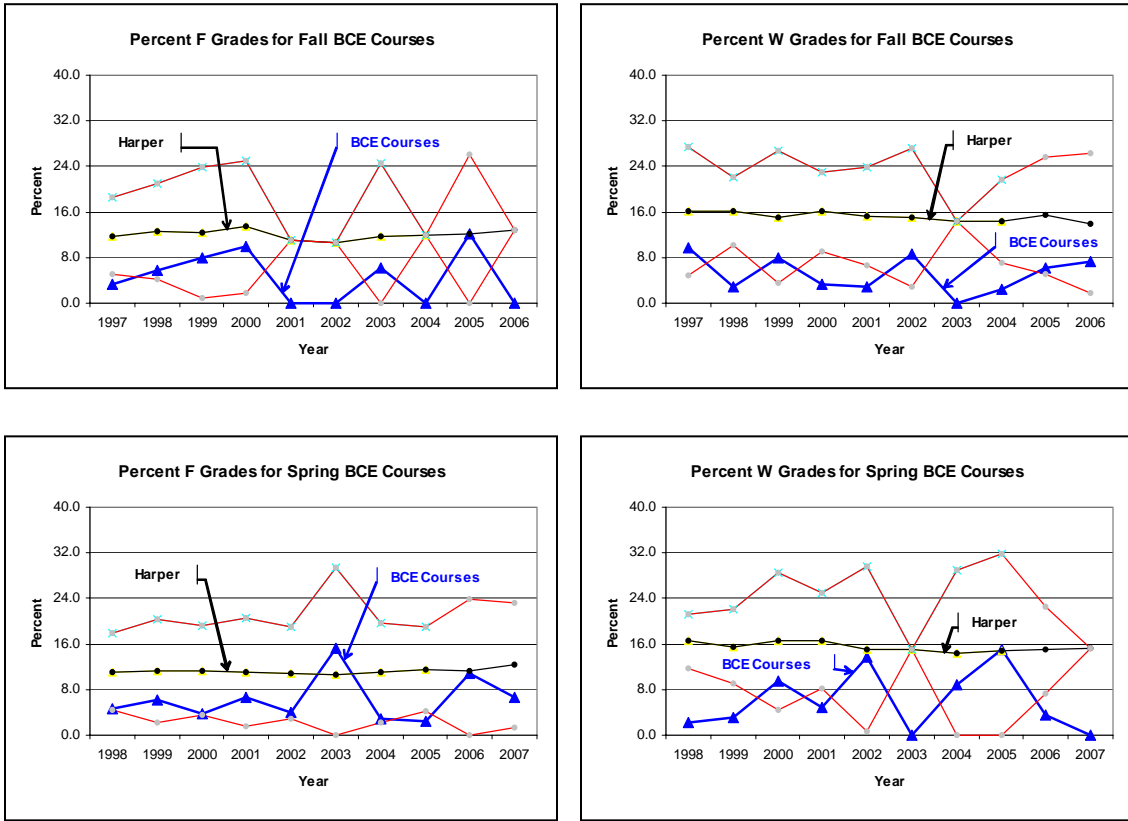 Percent F Grades for Fall BCE Courses
40.0
32.0
24.0
16.0
8.0
0.0
Percent
Harper
BCE Courses
1997 1998 1999 2000 2001 2002 2003 2004 2005 2006
Year
Percent W Grades for Fall BCE Courses
40.0
32.0
24.0
16.0
8.0
0.0
Percent
Harper
BCE Courses
1997 1998 1999 2000 2001 2002 2003 2004 2005 2006
Year
Percent F Grades for Spring BCE Courses
40.0
32.0
24.0
16.0
8.0
0.0
Percent
Harper
BCE Courses
1998 1999 2000 2001 2002 2003 2004 2005 2006 2007
Year
Percent W Grades for Spring BCE Courses
40.0
32.0
24.0
16.0
8.0
0.0
Percent
Harper
BCE Courses
1998 1999 2000 2001 2002 2003 2004 2005 2006 2007
Year